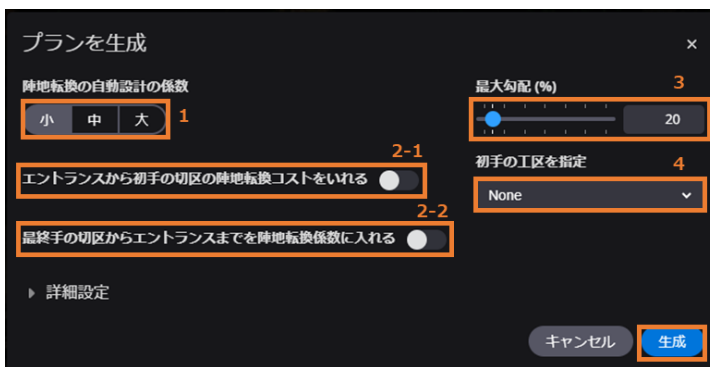 プランを生成
×
陣地転換の自動設計の係数
小 中 大 1
最大勾配 (%) 3
20
2-1
エントランスから初手の切区の陣地転換コストをいれる
初手の工区を指定 4
None
2-2
最終手の切区からエントランスまでを陣地転換係数に入れる
詳細設定
キャンセル 生成